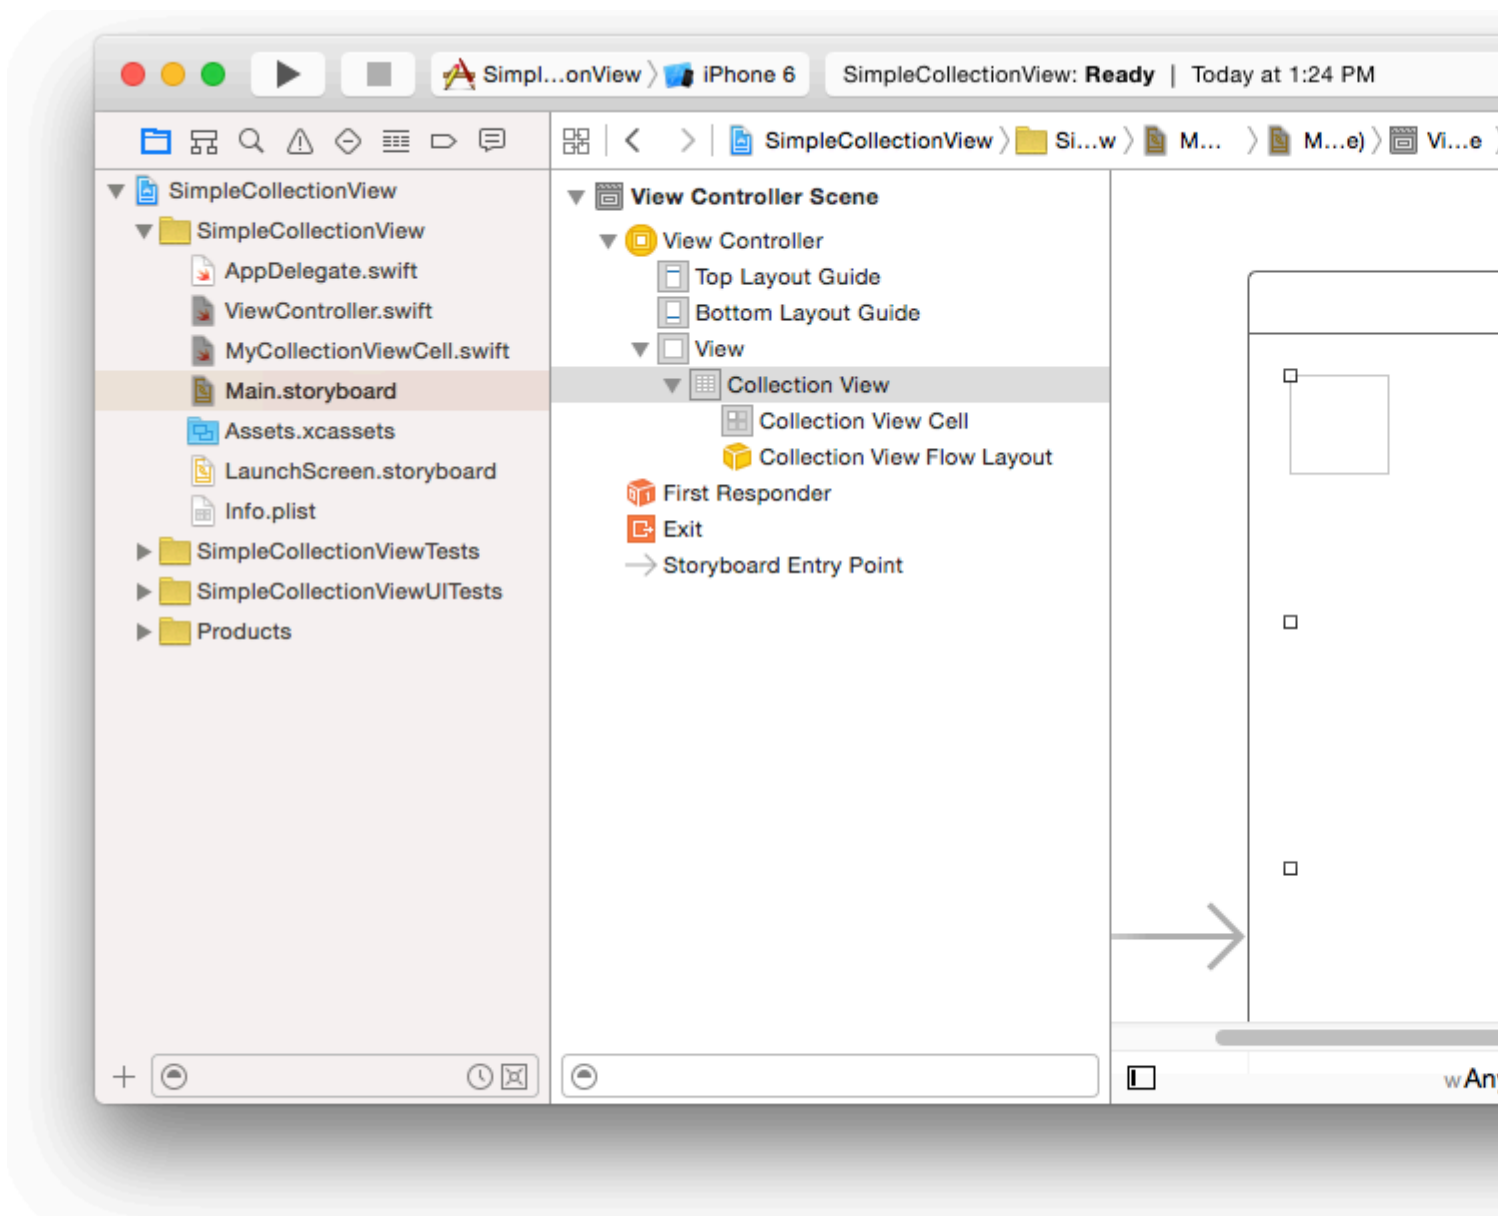 Simpl...onView iPhone 6 SimpleCollectionView: Ready | Today at 1:24 PM
SimpleCollectionView Si...w M... M...e) Vi...e
SimpleCollectionView
SimpleCollectionView
AppDelegate.swift
ViewController.swift
MyCollectionViewCell.swift
Main.storyboard
Assets.xcassets
LaunchScreen.storyboard
Info.plist
SimpleCollectionViewTests
SimpleCollectionViewUITests
Products
View Controller Scene
View Controller
Top Layout Guide
Bottom Layout Guide
View
Collection View
Collection View Cell
Collection View Flow Layout
First Responder
Exit
Storyboard Entry Point